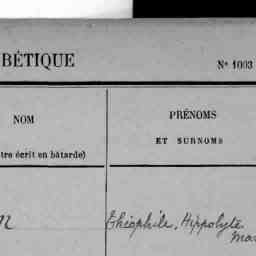 BÉTIQUE
N° 1003
NOM
PRÉNOMS
ET SURNOMS
tre écrit en bâtarde)
Théophile, Hippolyte